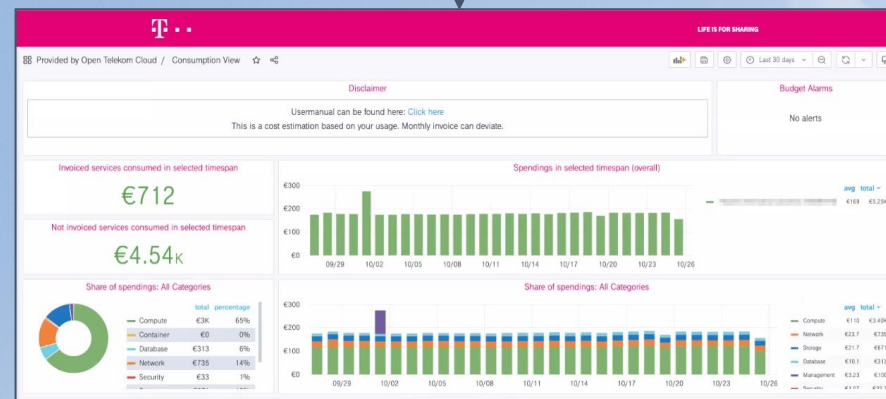 T
LIFE IS FOR SHARING
Provided by Open Telekom Cloud / Consumption View
Last 30 days
Disclaimer
Usermanual can be found here: Click here
This is a cost estimation based on your usage. Monthly invoice can deviate.
Budget Alarms
No alerts
Invoiced services consumed in selected timespan
€712
Not invoiced services consumed in selected timespan
€4.54K
Spendings in selected timespan (overall)
€300
€200
€100
€0
09/29 10/02 10/05 10/08 10/11 10/14 10/17 10/20 10/23 10/26
avg total
€169 €5.25K
Share of spendings: All Categories
total percentage
Compute €3K 65%
Container €0 0%
Database €313 6%
Network €735 14%
Security €33 1%
Share of spendings: All Categories
€300
€200
€100
€0
09/29 10/02 10/05 10/08 10/11 10/14 10/17 10/20 10/23 10/26
avg total
Compute €110 €3.40K
Network €23.7 €735
Storage €21.7 €671
Database €10.1 €313
Management €3.23 €100